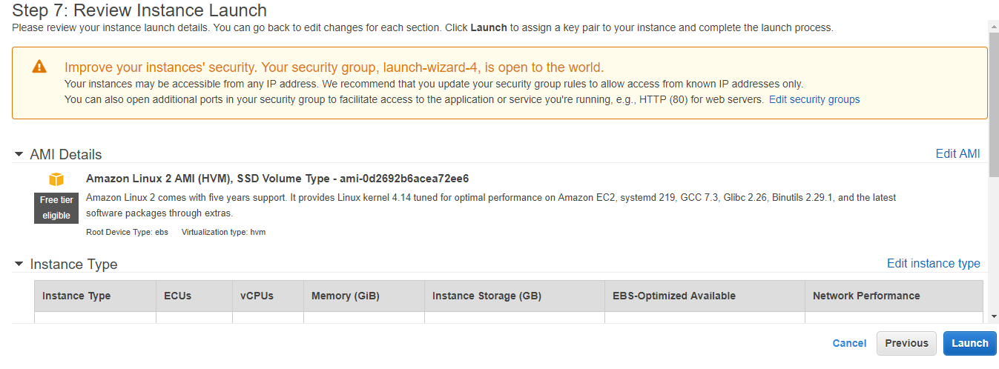 Step 7: Review Instance Launch
Please review your instance launch details. You can go back to edit changes for each section. Click Launch to assign a key pair to your instance and complete the launch process.
Improve your instances' security. Your security group, launch-wizard-4, is open to the world.
Your instances may be accessible from any IP address. We recommend that you update your security group rules to allow access from known IP addresses only.
You can also open additional ports in your security group to facilitate access to the application or service you're running, e.g., HTTP (80) for web servers. Edit security groups
AMI Details Edit AMI
Amazon Linux 2 AMI (HVM), SSD Volume Type - ami-0d2692b6acea72ee6
Free tier
eligible
Amazon Linux 2 comes with five years support. It provides Linux kernel 4.14 tuned for optimal performance on Amazon EC2, systemd 219, GCC 7.3, Glibc 2.26, Binutils 2.29.1, and the latest
software packages through extras.
Root Device Type: ebs Virtualization type: hvm
Instance Type Edit instance type
Instance Type ECUs vCPUs Memory (GiB) Instance Storage (GB) EBS-Optimized Available Network Performance
Cancel Previous Launch